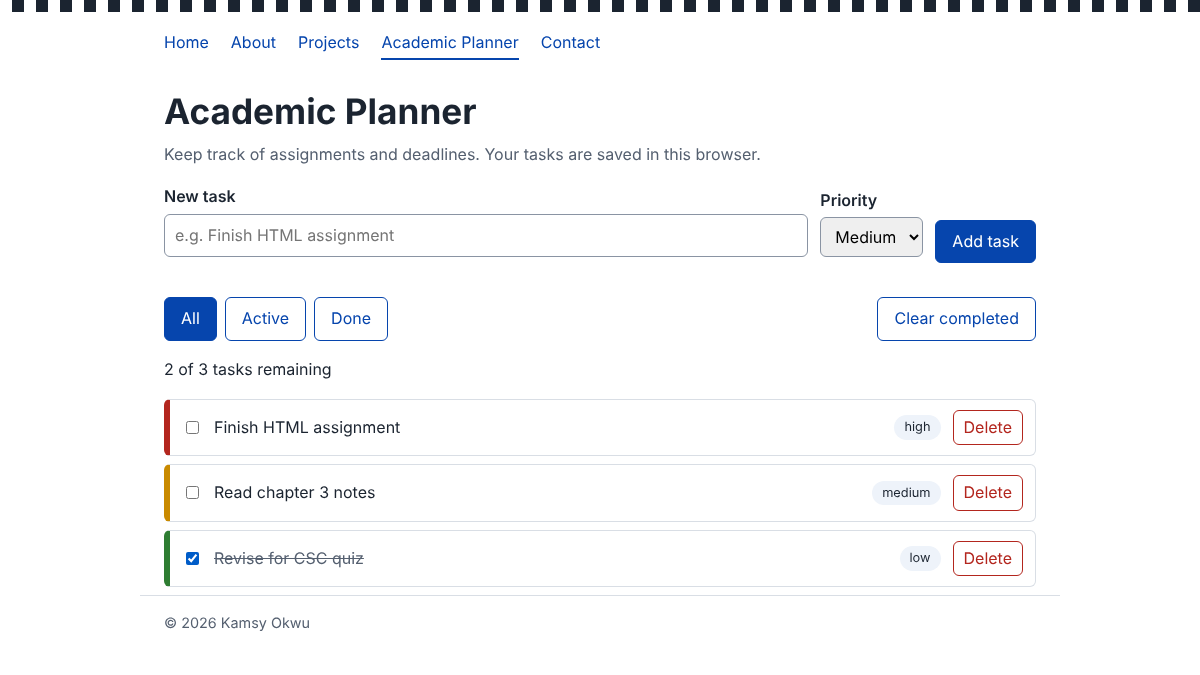 Home About Projects Academic Planner Contact
Academic Planner
Keep track of assignments and deadlines. Your tasks are saved in this browser.
New task
e.g. Finish HTML assignment
Priority
Medium
Add task
All Active Done Clear completed
2 of 3 tasks remaining
Finish HTML assignment high Delete
Read chapter 3 notes medium Delete
Revise for CSC quiz low Delete
© 2026 Kamsy Okwu